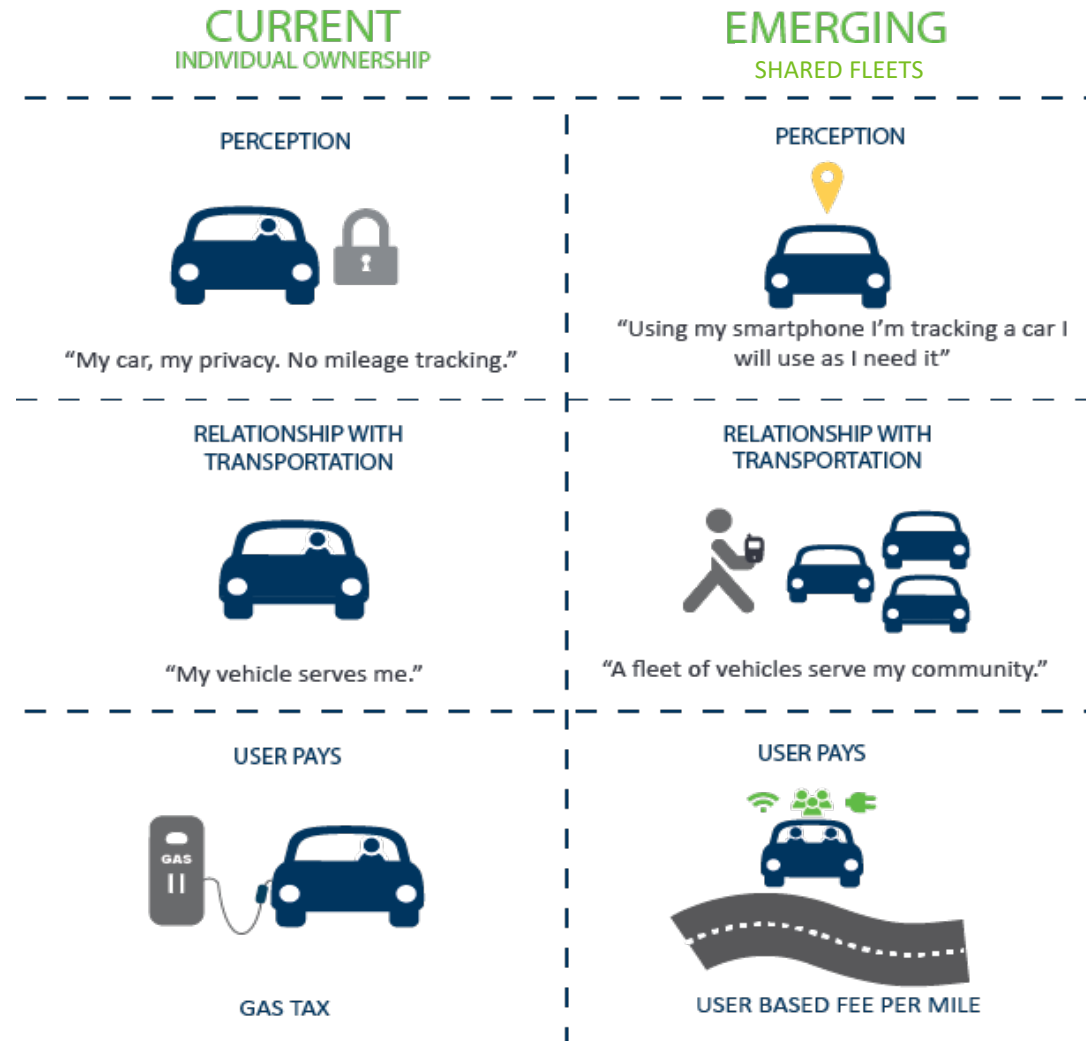 CURRENT
INDIVIDUAL OWNERSHIP
EMERGING
SHARED FLEETS
PERCEPTION
“My car, my privacy. No mileage tracking.”
PERCEPTION
“Using my smartphone I’m tracking a car I
will use as I need it”
RELATIONSHIP WITH
TRANSPORTATION
“My vehicle serves me.”
RELATIONSHIP WITH
TRANSPORTATION
“A fleet of vehicles serve my community.”
USER PAYS
GAS
GAS TAX
USER PAYS
USER BASED FEE PER MILE